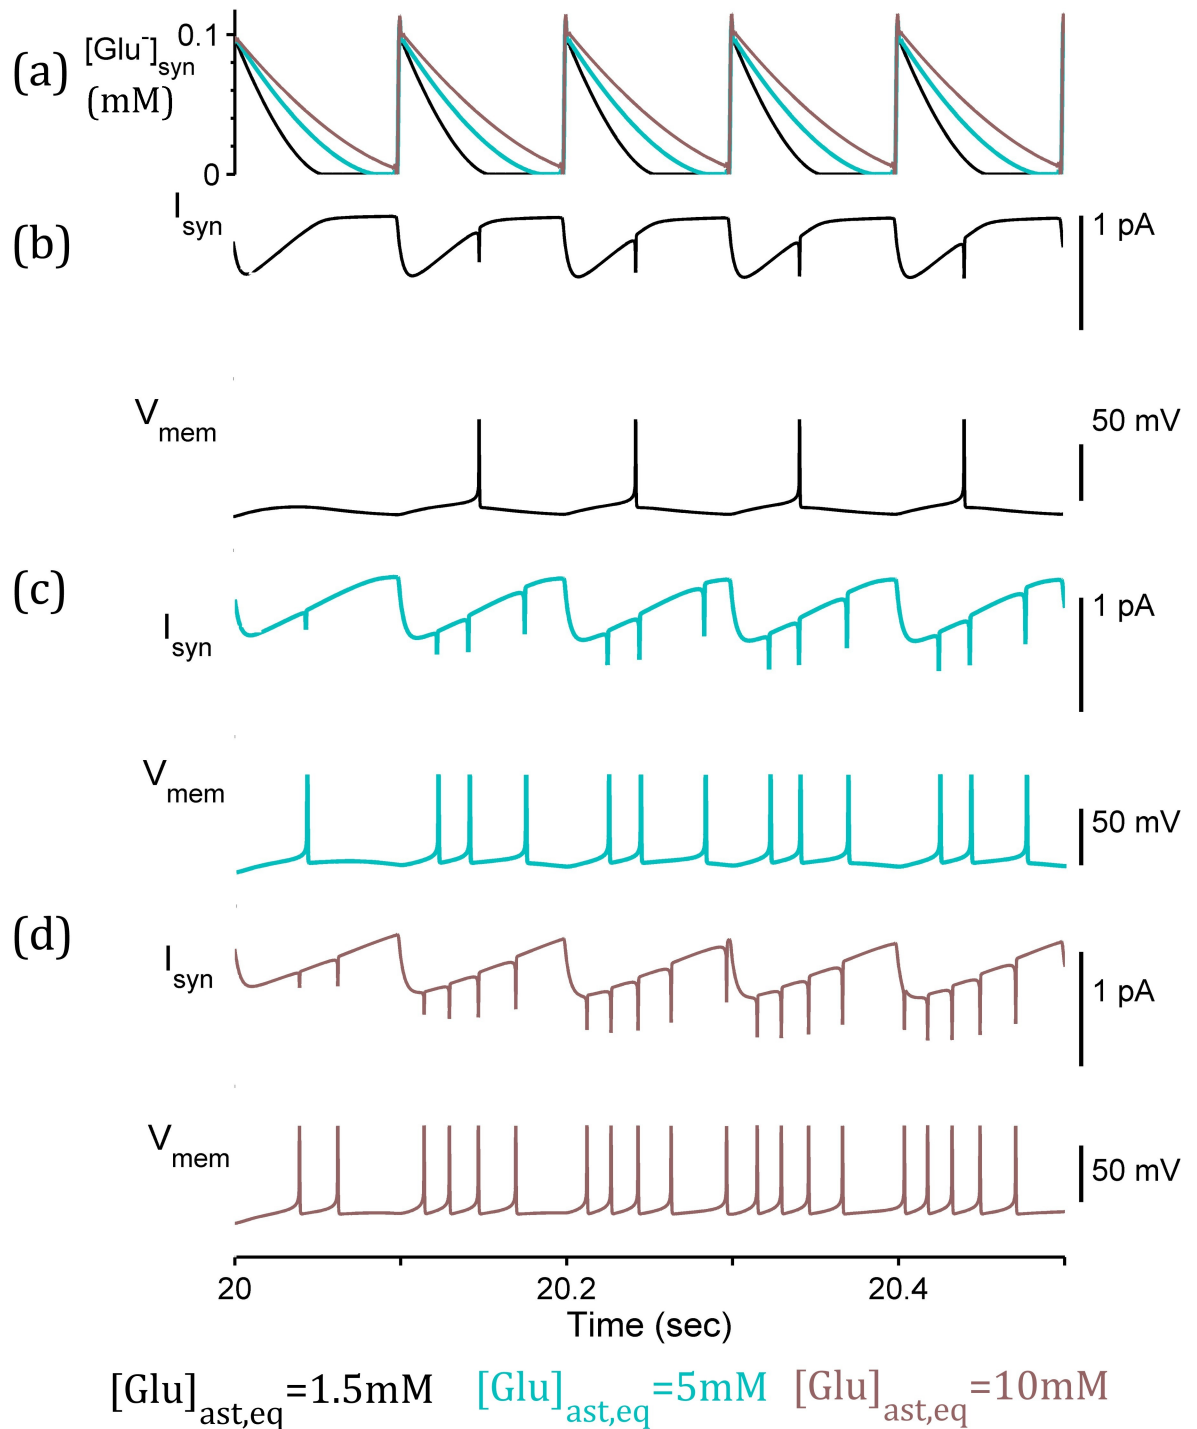 (a)
[Glu⁻]syn
(mM)
0.1
0
(b)
Isyn
1 pA
Vmem
50 mV
(c)
Isyn
1 pA
Vmem
50 mV
(d)
Isyn
1 pA
Vmem
50 mV
20 20.2 20.4
Time (sec)
[Glu]ast,eq=1.5mM [Glu]ast,eq=5mM [Glu]ast,eq=10mM